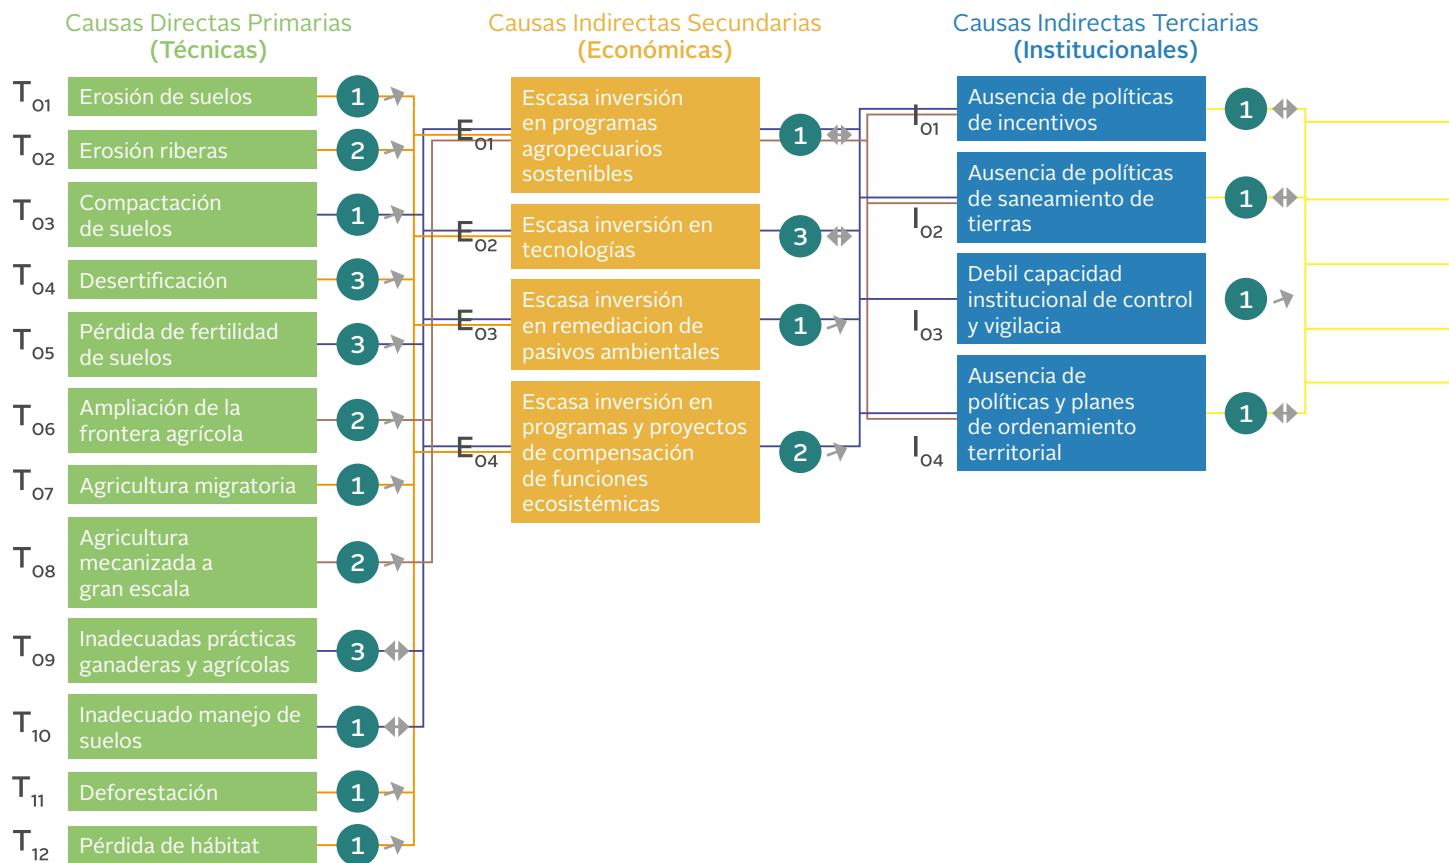 Causas Directas Primarias
(Técnicas)
T01
Erosión de suelos
1
T02
Erosión riberas
2
T03
Compactación
de suelos
1
T04
Desertificación
3
T05
Pérdida de fertilidad
de suelos
3
T06
Ampliación de la
frontera agrícola
2
T07
Agricultura migratoria
1
T08
Agricultura
mecanizada a
gran escala
2
T09
Inadecuadas prácticas
ganaderas y agrícolas
3
T10
Inadecuado manejo de
suelos
1
T11
Deforestación
1
T12
Pérdida de hábitat
1
Causas Indirectas Secundarias
(Económicas)
E01
Escasa inversión
en programas
agropecuarios
sostenibles
1
E02
Escasa inversión en
tecnologías
3
E03
Escasa inversión
en remediacion de
pasivos ambientales
1
E04
Escasa inversión en
programas y proyectos
de compensación
de funciones
ecosistémicas
2
Causas Indirectas Terciarias
(Institucionales)
I01
Ausencia de políticas
de incentivos
1
I02
Ausencia de políticas
de saneamiento de
tierras
1
I03
Debil capacidad
institucional de control
y vigilacia
1
I04
Ausencia de
políticas y planes
de ordenamiento
territorial
1